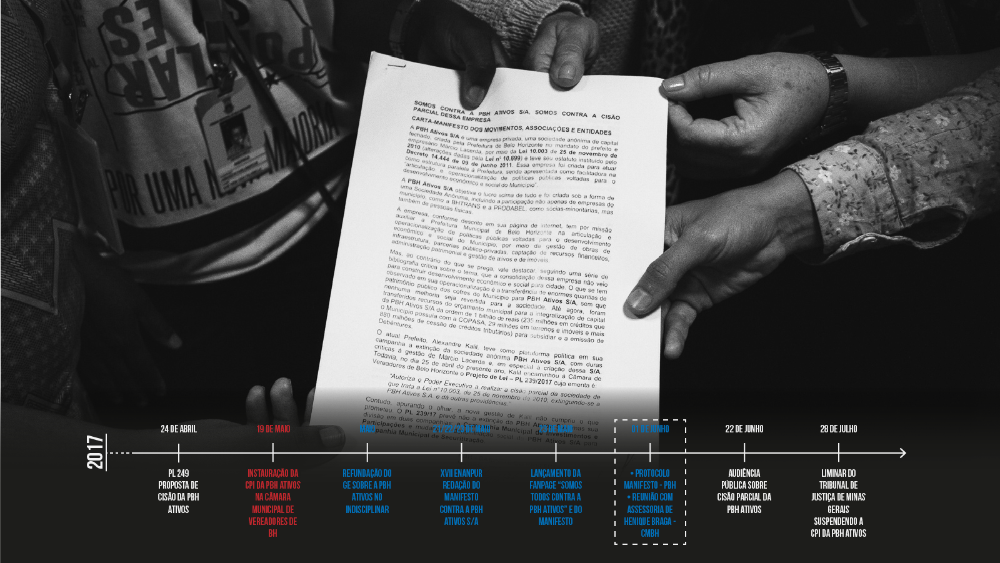 ES
LAR
POPU
POR UMA MINORIA
SOMOS CONTRA A PBH ATIVOS S/A, SOMOS CONTRA A CISÃO
PARCIAL DESSA EMPRESA
CARTA-MANIFESTO DOS MOVIMENTOS, ASSOCIAÇÕES E ENTIDADES
A PBH Ativos S/A é uma empresa privada, uma sociedade anônima de capital
fechado, criada pela Prefeitura de Belo Horizonte no mandato do prefeito e
empresário Márcio Lacerda, por meio da Lei 10.003 de 25 de novembro de
2010 (alterações dadas pela Lei n° 10.699) e teve seu estatuto instituído pelo
Decreto 14.444 de 09 de junho 2011. Essa empresa foi criada para atuar
como estrutura paralela à Prefeitura, sendo apresentada como facilitadora na
"articulação e operacionalização de políticas públicas voltadas para o
desenvolvimento econômico e social do Município".
A PBH Ativos S/A objetiva o lucro acima de tudo e foi criada sob a forma de
uma Sociedade Anônima, incluindo a participação não apenas de empresas do
município, como a BHTRANS e a PRODABEL, como sócias-minoritárias, mas
também de pessoas físicas.
A empresa, conforme descrito em sua página de internet, tem por missão
auxiliar a Prefeitura Municipal de Belo Horizonte na articulação e
operacionalização de políticas públicas voltadas para o desenvolvimento
econômico e social do Município, por meio da gestão de obras de
infraestrutura, parcerias público-privadas, captação de recursos financeiros,
administração patrimonial e gestão de ativos e de imóveis.
Mas, ao contrário do que se prega, vale destacar, seguindo uma série de
bibliografia crítica sobre o tema, que a consolidação dessa empresa não veio
para construir desenvolvimento econômico e social para cidade. O que se tem
observado em sua operacionalização é a transferência de enormes quantias de
patrimônio público dos cofres do Município para PBH Ativos S/A, sem que
nenhuma melhoria seja revertida para a sociedade. Até agora, foram
transferidos recursos do orçamento municipal para a integralização de capital
da PBH Ativos S/A da ordem de 1 bilhão de reais (235 milhões em créditos que
o Município possuía com a COPASA, 29 milhões em terrenos e imóveis e mais
880 milhões de cessão de créditos tributários) para subsidiar o a emissão de
Debêntures.
O atual Prefeito, Alexandre Kalil, teve como plataforma política em sua
campanha a extinção da sociedade anônima PBH Ativos S/A, com duras
críticas à gestão de Márcio Lacerda e, em especial à criação dessa S/A.
Todavia, no dia 25 de abril do presente ano, Kalil encaminhou à Câmara de
Vereadores de Belo Horizonte o Projeto de Lei – PL 239/2017 cuja ementa é:
"Autoriza o Poder Executivo a realizar a cisão parcial da sociedade de
que trata a Lei n°10.003, de 25 de novembro de 2010, extinguindo-se a
PBH Ativos S.A. e dá outras providências."
Contudo, apurando o olhar, a nova gestão de Kalil não cumpriu o que
prometeu. O PL 239/17 prevê não a extinção da PBH Ativos mas sua
divisão em duas companhias: a Companhia Municipal de Investimentos e
Participações e mudar a denominação social da PBH Ativos S/A para
Companhia Municipal de Securitização
2017
24 DE ABRIL
PL 249
PROPOSTA DE
CISÃO DA PBH
ATIVOS
19 DE MAIO
INSTAURAÇÃO DA
CPI DA PBH ATIVOS
NA CÂMARA
MUNICIPAL DE
VEREADORES DE
BH
MAIO
REFUNDAÇÃO DO
GE SOBRE A PBH
ATIVOS NO
INDISCIPLINAR
21/22/23 DE MAIO
XVII ENANPUR
REDAÇÃO DO
MANIFESTO
CONTRA A PBH
ATIVOS S/A
23 DE MAIO
LANÇAMENTO DA
FANPAGE “SOMOS
TODOS CONTRA A
PBH ATIVOS” E DO
MANIFESTO
01 DE JUNHO
• PROTOCOLO
MANIFESTO - PBH
• REUNIÃO COM
ASSESSORIA DE
HENIQUE BRAGA -
CMBH
22 DE JUNHO
AUDIÊNCIA
PÚBLICA SOBRE
CISÃO PARCIAL DA
PBH ATIVOS
28 DE JULHO
LIMINAR DO
TRIBUNAL DE
JUSTIÇA DE MINAS
GERAIS
SUSPENDENDO A
CPI DA PBH ATIVOS